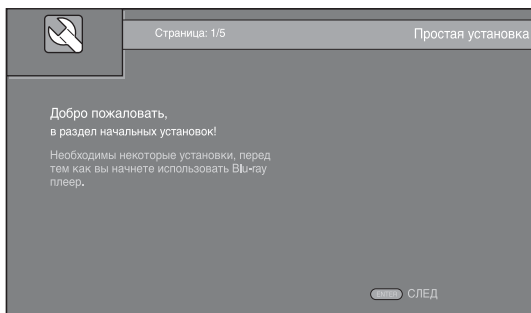 Страница: 1/5
Простая установка
Добро пожаловать,
в раздел начальных установок!
Необходимы некоторые установки, перед
тем как вы начнете использовать Blu-ray
плеер.
ENTER СЛЕД